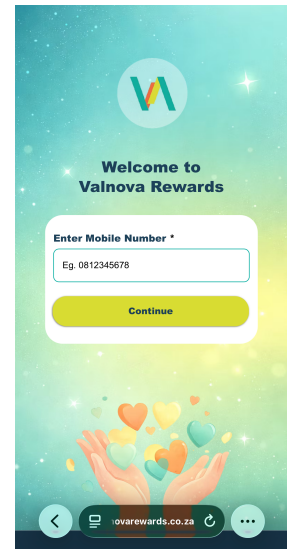 Welcome to
Valnova Rewards
Enter Mobile Number *
Eg. 0812345678
Continue
ovarewards.co.za